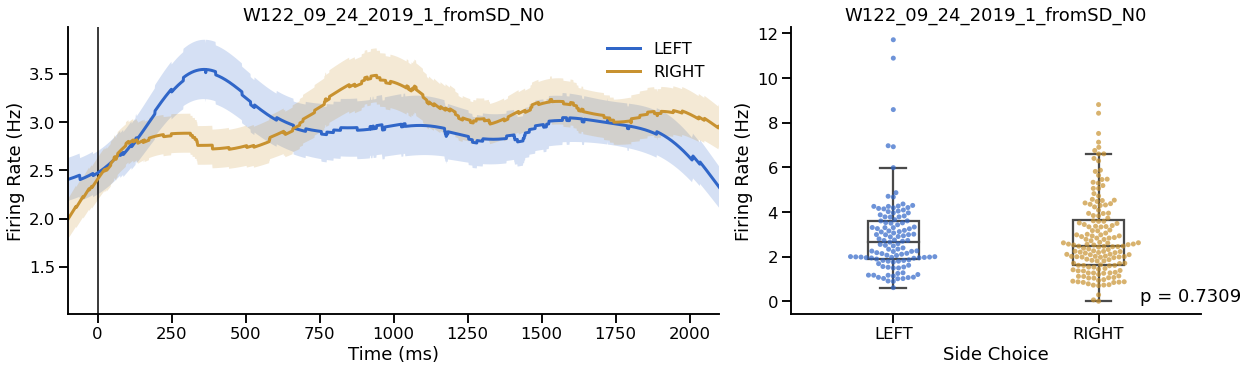 W122_09_24_2019_1_fromSD_N0
Firing Rate (Hz)
3.5
3.0
2.5
2.0
1.5
LEFT
RIGHT
0 250 500 750 1000 1250 1500 1750 2000
Time (ms)
W122_09_24_2019_1_fromSD_N0
Firing Rate (Hz)
12
10
8
6
4
2
0
p = 0.7309
LEFT RIGHT
Side Choice